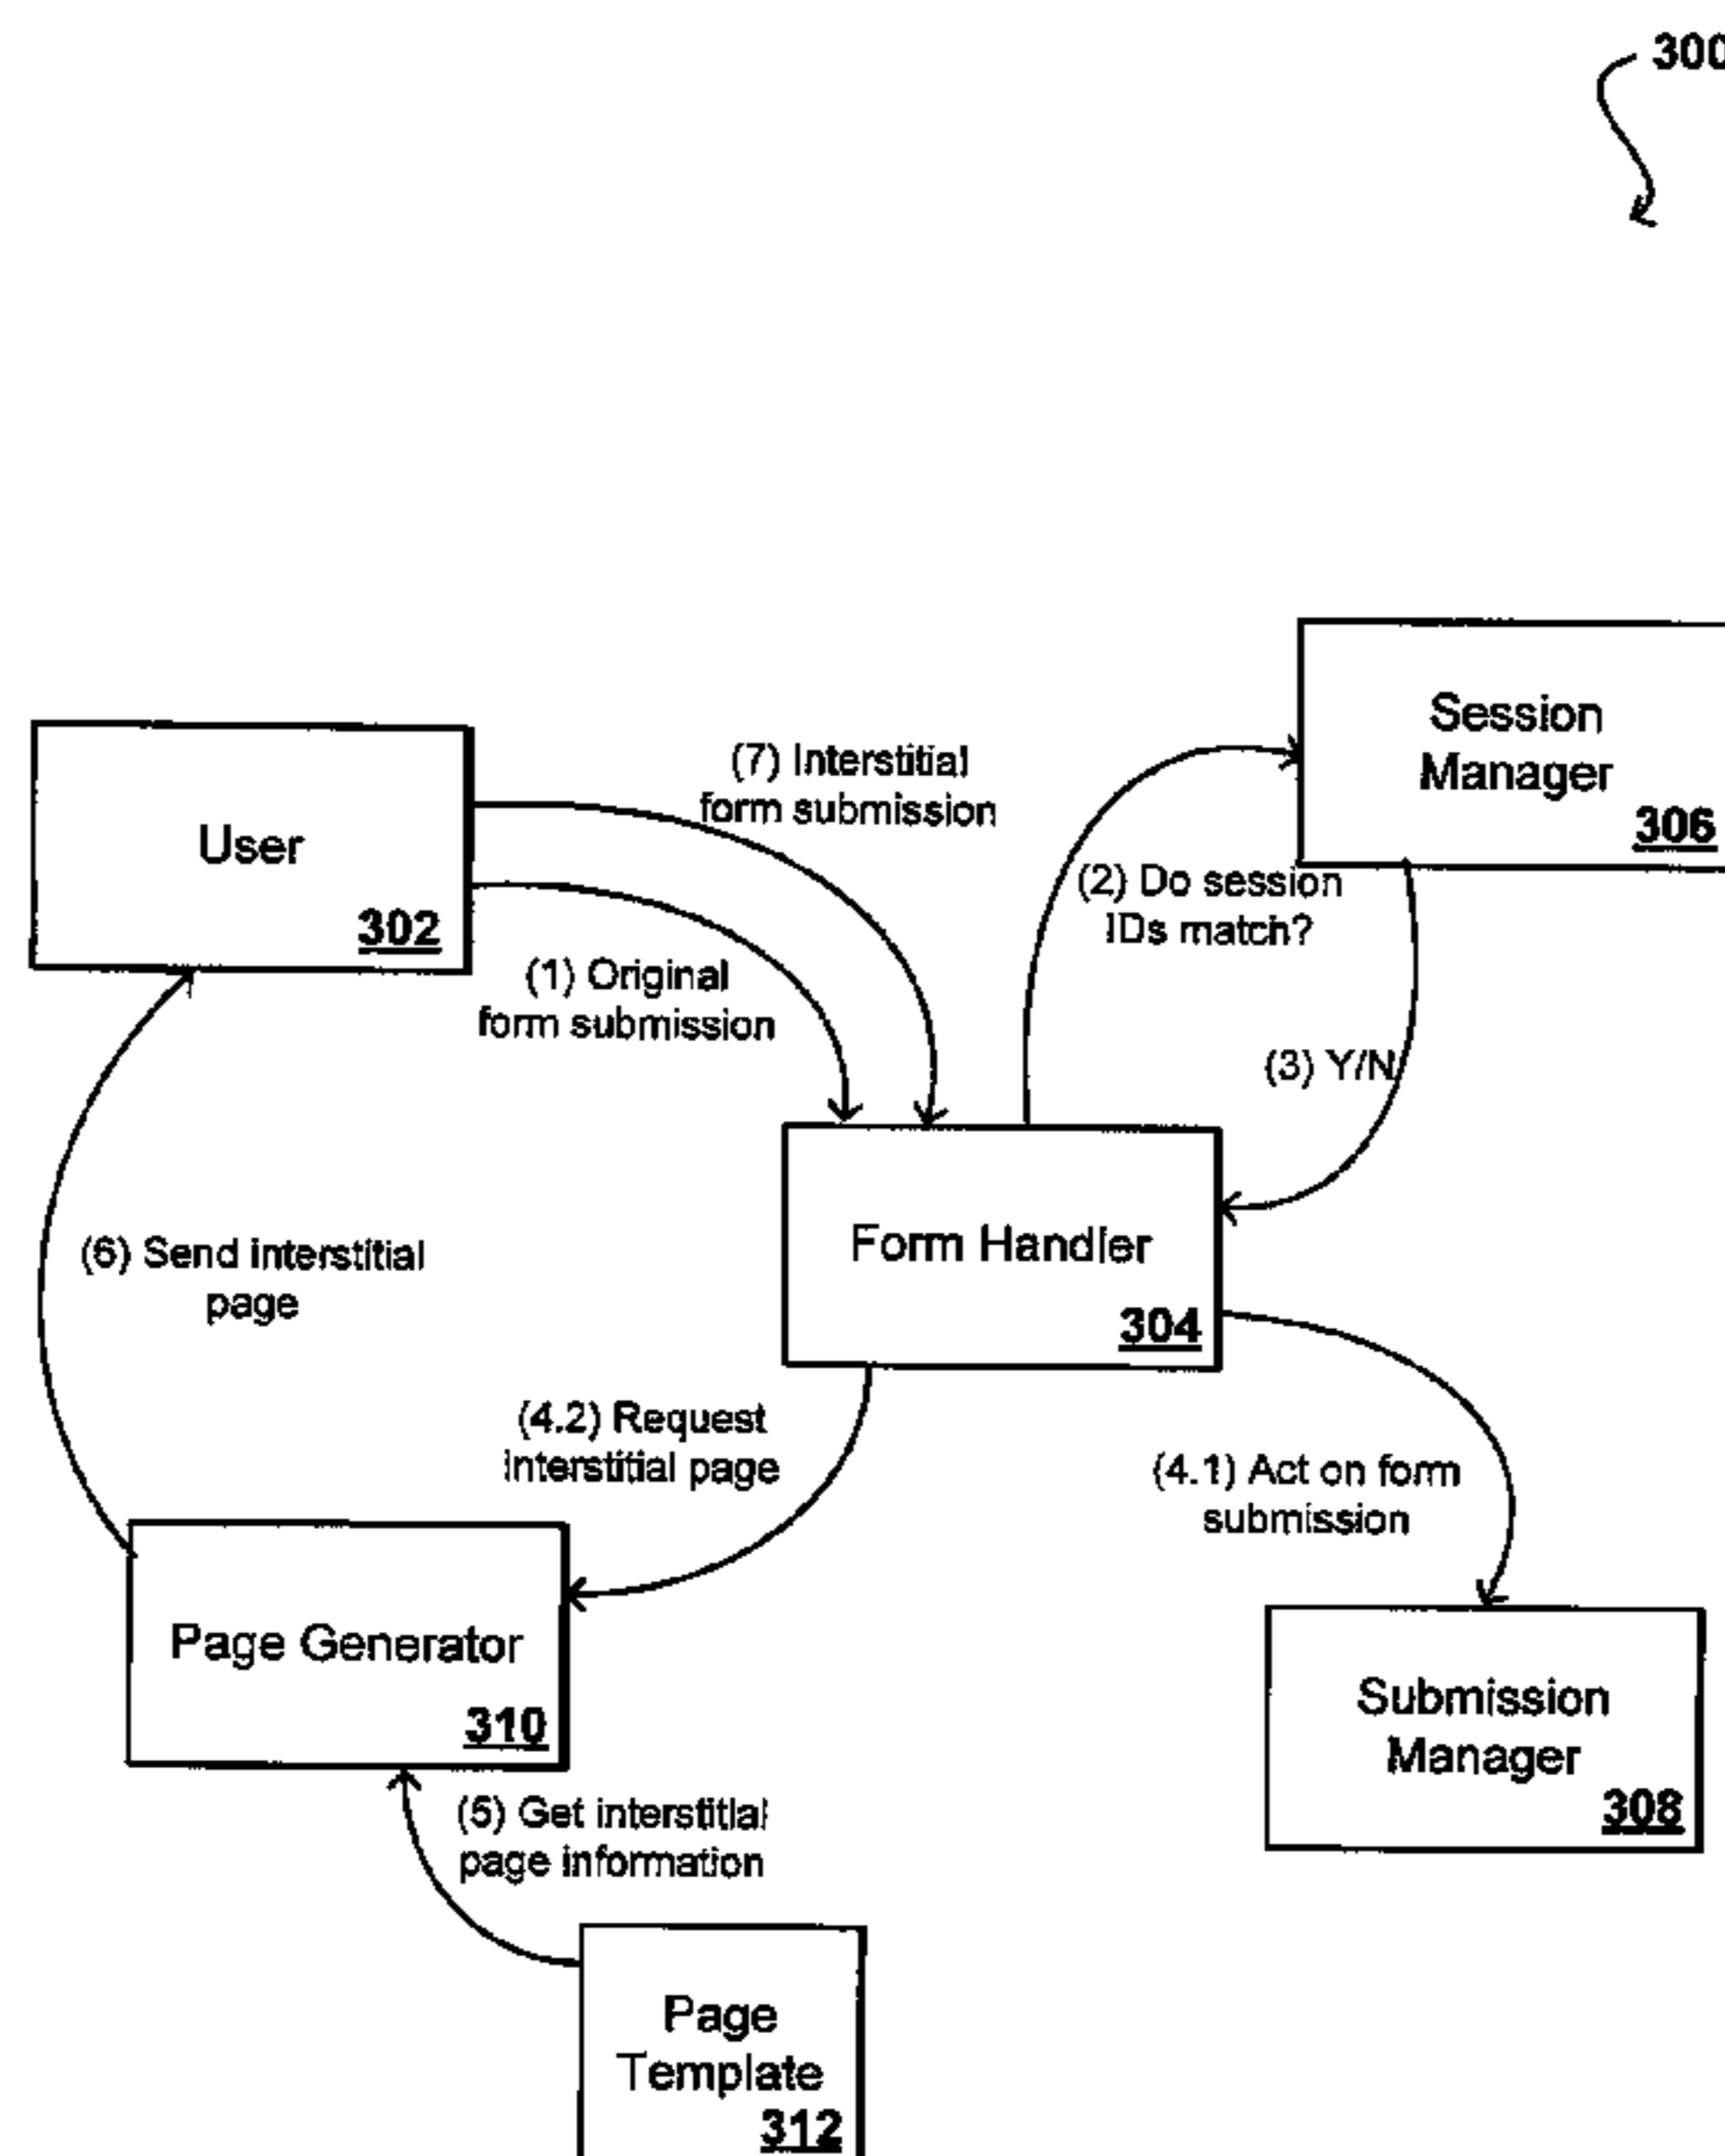 300
Session
Manager
306
User
302
(7) Interstitial
form submission
(2) Do session
IDs match?
(1) Original
form submission
(3) Y/N
Form Handler
304
(6) Send interstitial
page
(4.2) Request
interstitial page
(4.1) Act on form
submission
Page Generator
310
Submission
Manager
308
(5) Get interstitial
page information
Page
Template
312